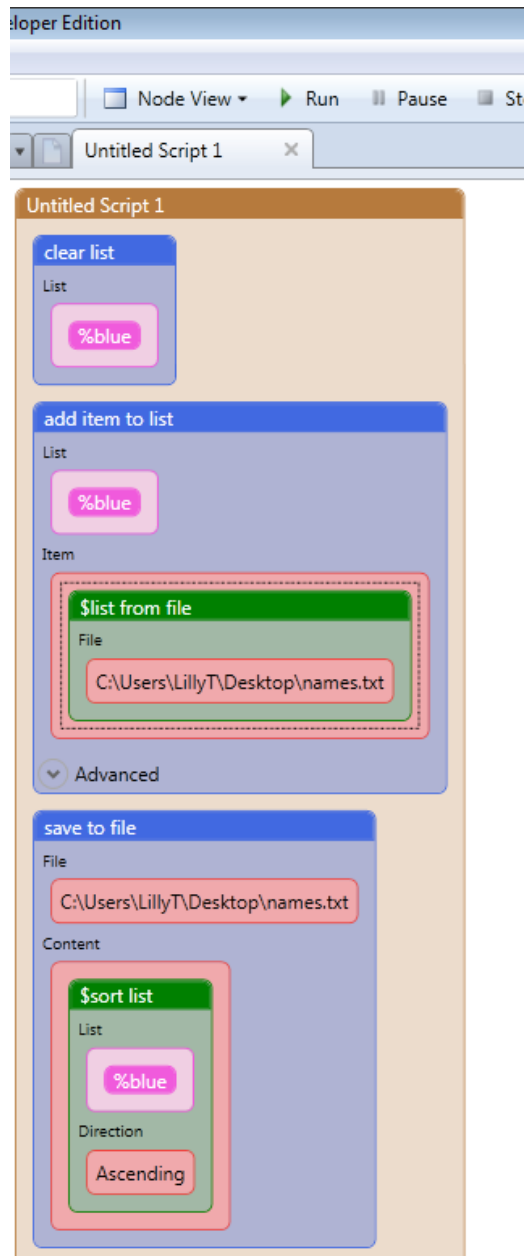 eloper Edition
Node View Run Pause St
Untitled Script 1
Untitled Script 1
clear list
List
%blue
add item to list
List
%blue
Item
$list from file
File
C:\Users\LillyT\Desktop\names.txt
Advanced
save to file
File
C:\Users\LillyT\Desktop\names.txt
Content
$sort list
List
%blue
Direction
Ascending